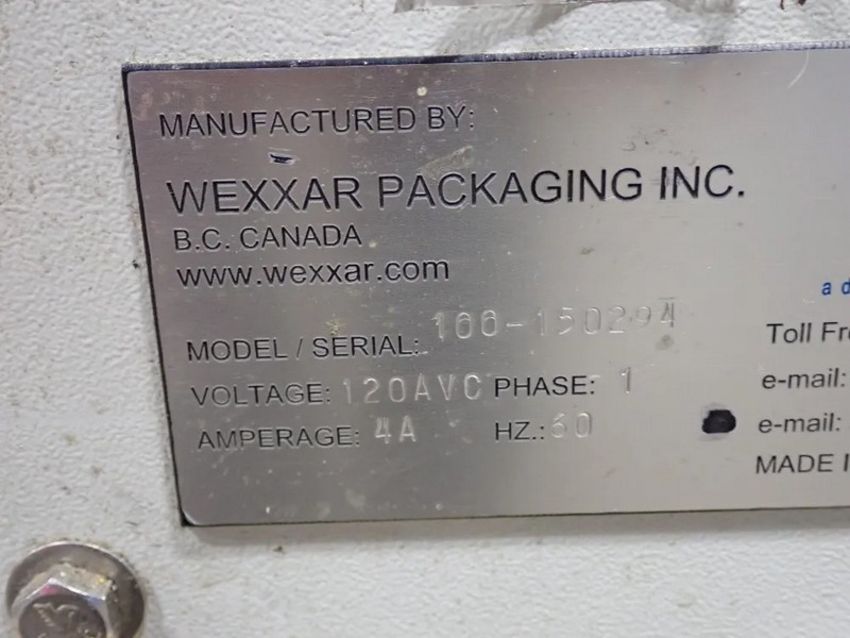 MANUFACTURED BY:
WEXXAR PACKAGING INC.
B.C. CANADA
www.wexxar.com
MODEL / SERIAL: 166-150294
VOLTAGE: 120AVC PHASE: 1
AMPERAGE: 4A HZ.: 60
a d
Toll Fr
e-mail:
e-mail:
MADE I